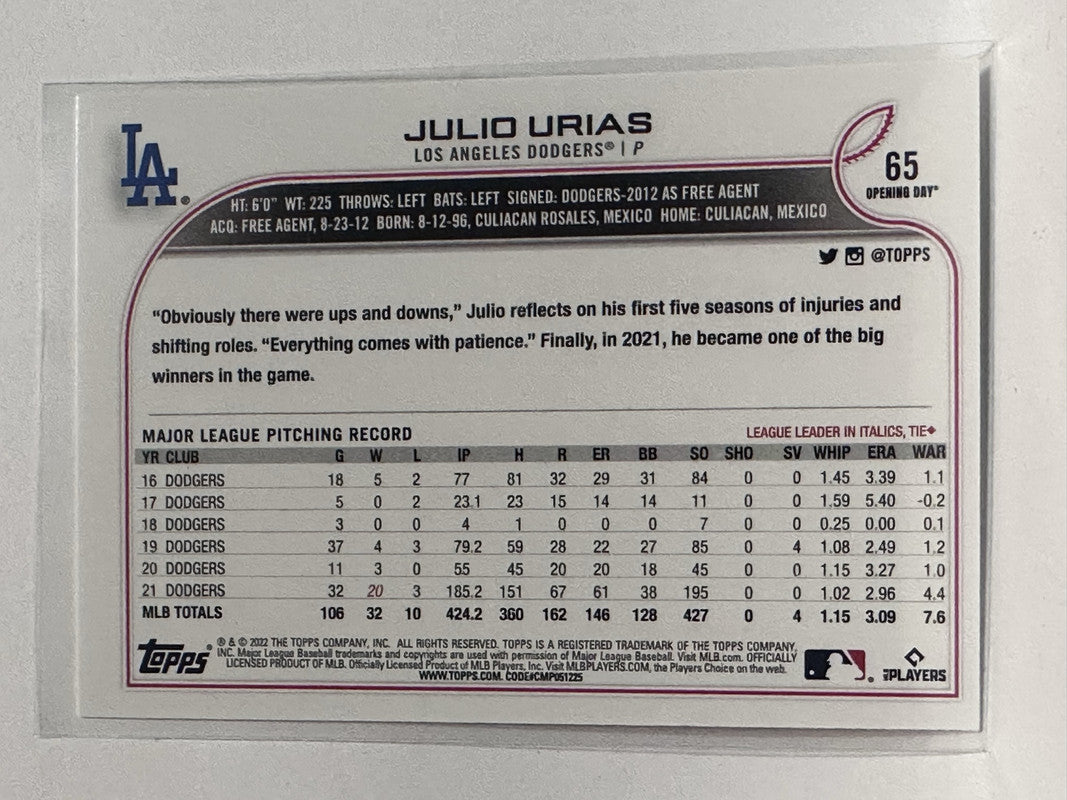 LA®
JULIO URIAS
LOS ANGELES DODGERS® | P
65
OPENING DAY®
HT: 6'0" WT: 225 THROWS: LEFT BATS: LEFT SIGNED: DODGERS-2012 AS FREE AGENT
ACQ: FREE AGENT, 8-23-12 BORN: 8-12-96, CULIACAN ROSALES, MEXICO HOME: CULIACAN, MEXICO
@TOPPS
“Obviously there were ups and downs,” Julio reflects on his first five seasons of injuries and
shifting roles. “Everything comes with patience.” Finally, in 2021, he became one of the big
winners in the game.
MAJOR LEAGUE PITCHING RECORD LEAGUE LEADER IN ITALICS, TIE◆
YR CLUB G W L IP H R ER BB SO SHO SV WHIP ERA WAR
16 DODGERS 18 5 2 77 81 32 29 31 84 0 0 1.45 3.39 1.1
17 DODGERS 5 0 2 23.1 23 15 14 14 11 0 0 1.59 5.40 -0.2
18 DODGERS 3 0 0 4 1 0 0 0 7 0 0 0.25 0.00 0.1
19 DODGERS 37 4 3 79.2 59 28 22 27 85 0 4 1.08 2.49 1.2
20 DODGERS 11 3 0 55 45 20 20 18 45 0 0 1.15 3.27 1.0
21 DODGERS 32 20 3 185.2 151 67 61 38 195 0 0 1.02 2.96 4.4
MLB TOTALS 106 32 10 424.2 360 162 146 128 427 0 4 1.15 3.09 7.6
Topps®
® & © 2022 THE TOPPS COMPANY, INC. ALL RIGHTS RESERVED. TOPPS IS A REGISTERED TRADEMARK OF THE TOPPS COMPANY,
INC. Major League Baseball trademarks and copyrights are used with permission of Major League Baseball. Visit MLB.com. OFFICIALLY
LICENSED PRODUCT OF MLB. Officially Licensed Product of MLB Players, Inc. Visit MLBPLAYERS.COM, the Players Choice on the web.
WWW.TOPPS.COM. CODE#CMP051225
MLB PLAYERS